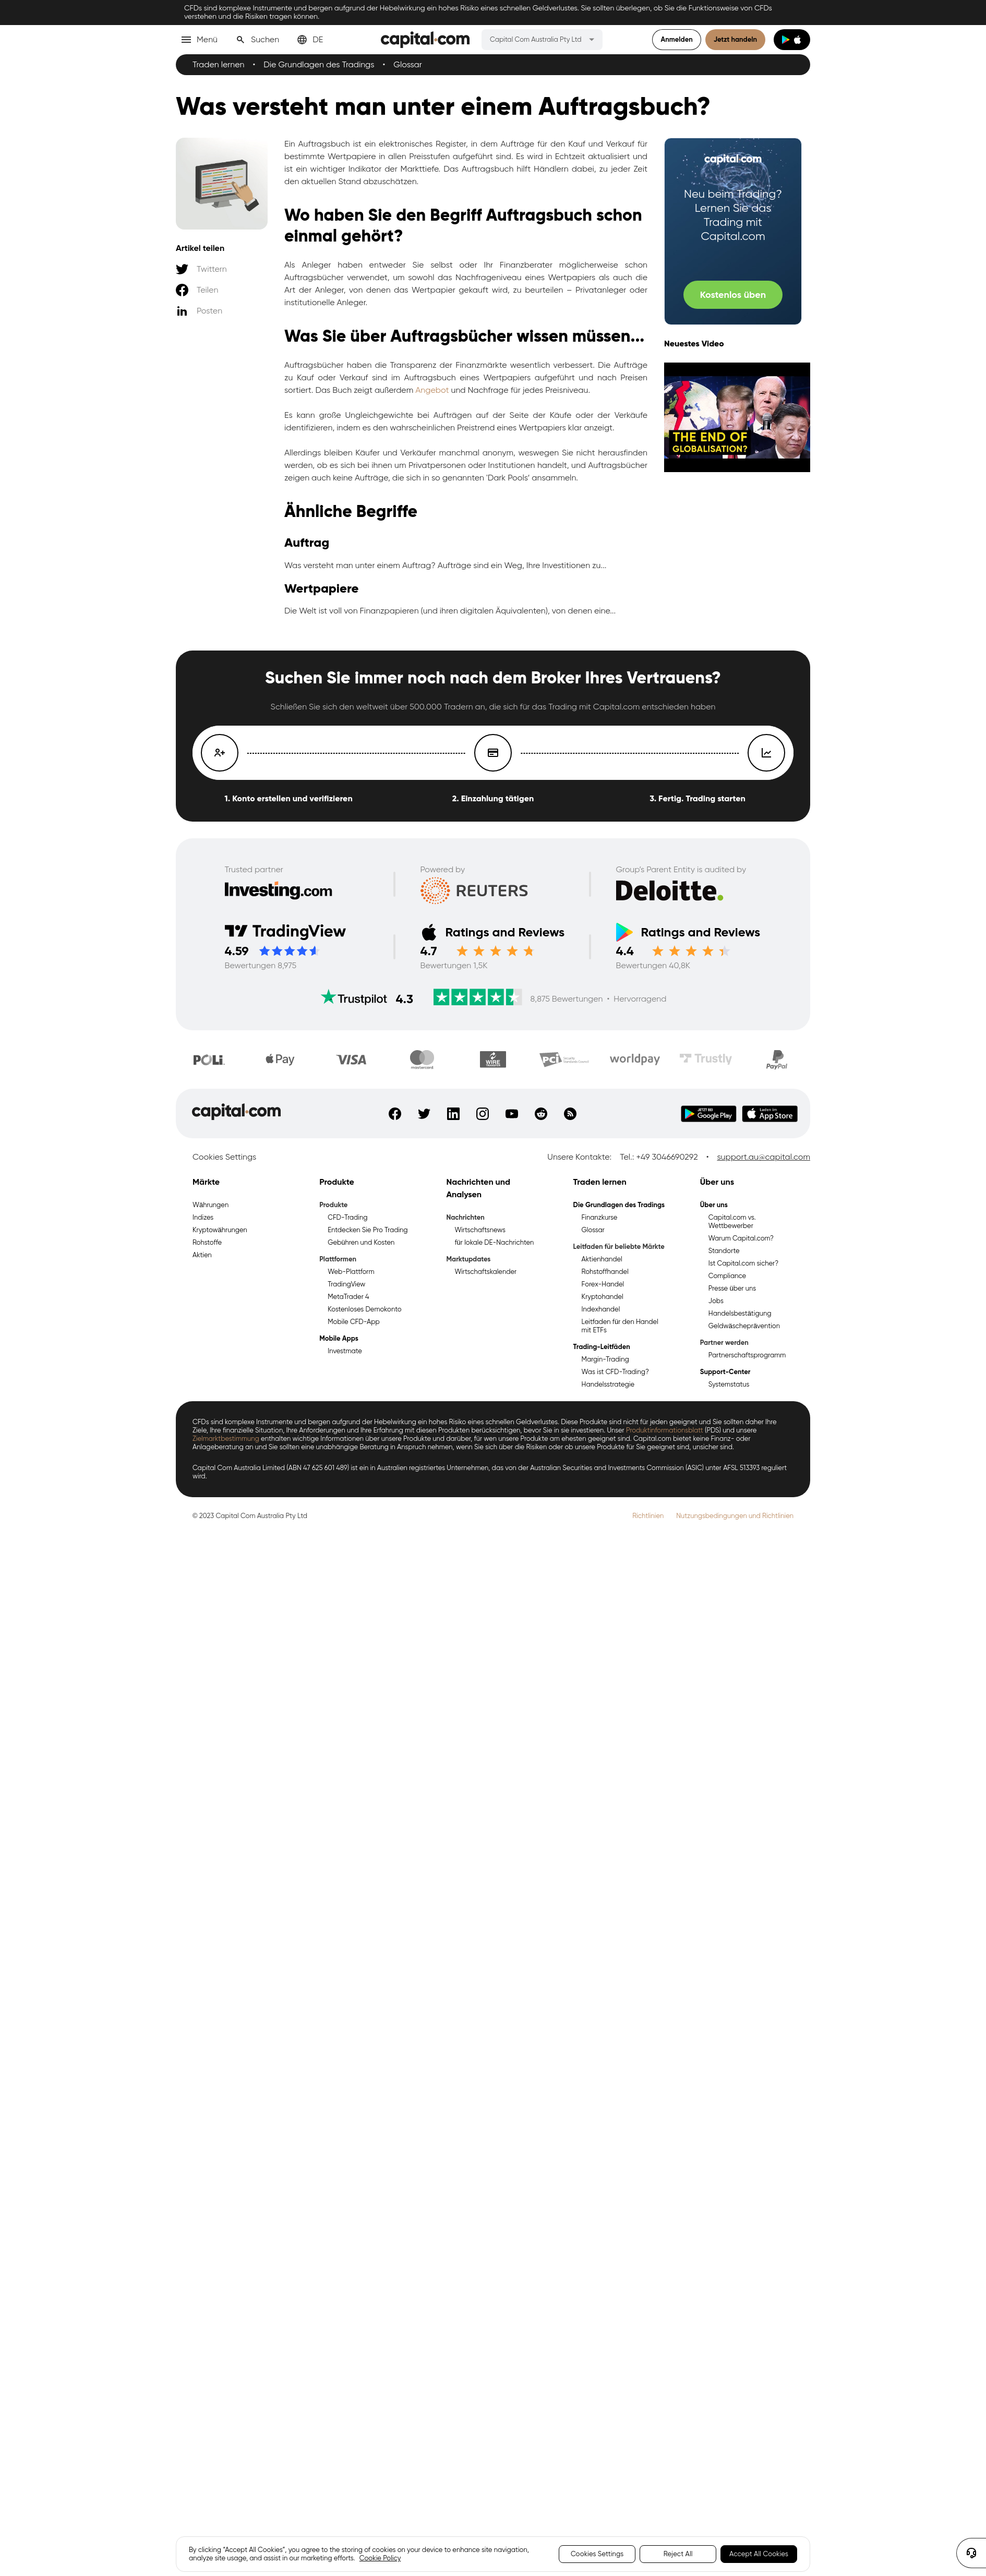 CFDs sind komplexe Instrumente und bergen aufgrund der Hebelwirkung ein hohes Risiko eines schnellen Geldverlustes. Sie sollten überlegen, ob Sie die Funktionsweise von CFDs
verstehen und die Risiken tragen können.
Menü
Suchen
DE
capital.com
Capital Com Australia Pty Ltd
Anmelden
Jetzt handeln
Traden lernen • Die Grundlagen des Tradings • Glossar
Was versteht man unter einem Auftragsbuch?
Artikel teilen
Twittern
Teilen
Posten
Ein Auftragsbuch ist ein elektronisches Register, in dem Aufträge für den Kauf und Verkauf für
bestimmte Wertpapiere in allen Preisstufen aufgeführt sind. Es wird in Echtzeit aktualisiert und
ist ein wichtiger Indikator der Markttiefe. Das Auftragsbuch hilft Händlern dabei, zu jeder Zeit
den aktuellen Stand abzuschätzen.
Wo haben Sie den Begriff Auftragsbuch schon
einmal gehört?
Als Anleger haben entweder Sie selbst oder Ihr Finanzberater möglicherweise schon
Auftragsbücher verwendet, um sowohl das Nachfrageniveau eines Wertpapiers als auch die
Art der Anleger, von denen das Wertpapier gekauft wird, zu beurteilen – Privatanleger oder
institutionelle Anleger.
Was Sie über Auftragsbücher wissen müssen...
Auftragsbücher haben die Transparenz der Finanzmärkte wesentlich verbessert. Die Aufträge
zu Kauf oder Verkauf sind im Auftragsbuch eines Wertpapiers aufgeführt und nach Preisen
sortiert. Das Buch zeigt außerdem Angebot und Nachfrage für jedes Preisniveau.
Es kann große Ungleichgewichte bei Aufträgen auf der Seite der Käufe oder der Verkäufe
identifizieren, indem es den wahrscheinlichen Preistrend eines Wertpapiers klar anzeigt.
Allerdings bleiben Käufer und Verkäufer manchmal anonym, weswegen Sie nicht herausfinden
werden, ob es sich bei ihnen um Privatpersonen oder Institutionen handelt, und Auftragsbücher
zeigen auch keine Aufträge, die sich in so genannten 'Dark Pools' ansammeln.
Ähnliche Begriffe
Auftrag
Was versteht man unter einem Auftrag? Aufträge sind ein Weg, Ihre Investitionen zu...
Wertpapiere
Die Welt ist voll von Finanzpapieren (und ihren digitalen Äquivalenten), von denen eine...
capital.com
Neu beim Trading?
Lernen Sie das
Trading mit
Capital.com
Kostenlos üben
Neuestes Video
THE END OF
GLOBALISATION?
Suchen Sie immer noch nach dem Broker Ihres Vertrauens?
Schließen Sie sich den weltweit über 500.000 Tradern an, die sich für das Trading mit Capital.com entschieden haben
1. Konto erstellen und verifizieren
2. Einzahlung tätigen
3. Fertig. Trading starten
Trusted partner
Investing.com
Powered by
REUTERS
Group's Parent Entity is audited by
Deloitte.
TradingView
4.59
Bewertungen 8,975
Ratings and Reviews
4.7
Bewertungen 1,5K
Ratings and Reviews
4.4
Bewertungen 40,8K
Trustpilot 4.3
8,875 Bewertungen • Hervorragend
POLi
Pay
VISA
mastercard
WIRE
PCI
worldpay
Trustly
PayPal
capital.com
JETZT BEI
Google Play
Laden im
App Store
Cookies Settings
Unsere Kontakte: Tel.: +49 3046690292 • support.au@capital.com
Märkte
Währungen
Indizes
Kryptowährungen
Rohstoffe
Aktien
Produkte
Produkte
CFD-Trading
Entdecken Sie Pro Trading
Gebühren und Kosten
Plattformen
Web-Plattform
TradingView
MetaTrader 4
Kostenloses Demokonto
Mobile CFD-App
Mobile Apps
Investmate
Nachrichten und
Analysen
Nachrichten
Wirtschaftsnews
für lokale DE-Nachrichten
Marktupdates
Wirtschaftskalender
Traden lernen
Die Grundlagen des Tradings
Finanzkurse
Glossar
Leitfaden für beliebte Märkte
Aktienhandel
Rohstoffhandel
Forex-Handel
Kryptohandel
Indexhandel
Leitfaden für den Handel
mit ETFs
Trading-Leitfäden
Margin-Trading
Was ist CFD-Trading?
Handelsstrategie
Über uns
Über uns
Capital.com vs.
Wettbewerber
Warum Capital.com?
Standorte
Ist Capital.com sicher?
Compliance
Presse über uns
Jobs
Handelsbestätigung
Geldwäscheprävention
Partner werden
Partnerschaftsprogramm
Support-Center
Systemstatus
CFDs sind komplexe Instrumente und bergen aufgrund der Hebelwirkung ein hohes Risiko eines schnellen Geldverlustes. Diese Produkte sind nicht für jeden geeignet und Sie sollten daher Ihre
Ziele, Ihre finanzielle Situation, Ihre Anforderungen und Ihre Erfahrung mit diesen Produkten berücksichtigen, bevor Sie in sie investieren. Unser Produktinformationsblatt (PDS) und unsere
Zielmarktbestimmung enthalten wichtige Informationen über unsere Produkte und darüber, für wen unsere Produkte am ehesten geeignet sind. Capital.com bietet keine Finanz- oder
Anlageberatung an und Sie sollten eine unabhängige Beratung in Anspruch nehmen, wenn Sie sich über die Risiken oder ob unsere Produkte für Sie geeignet sind, unsicher sind.
Capital Com Australia Limited (ABN 47 625 601 489) ist ein in Australien registriertes Unternehmen, das von der Australian Securities and Investments Commission (ASIC) unter AFSL 513393 reguliert
wird.
© 2023 Capital Com Australia Pty Ltd
Richtlinien
Nutzungsbedingungen und Richtlinien
By clicking “Accept All Cookies”, you agree to the storing of cookies on your device to enhance site navigation,
analyze site usage, and assist in our marketing efforts. Cookie Policy
Cookies Settings
Reject All
Accept All Cookies